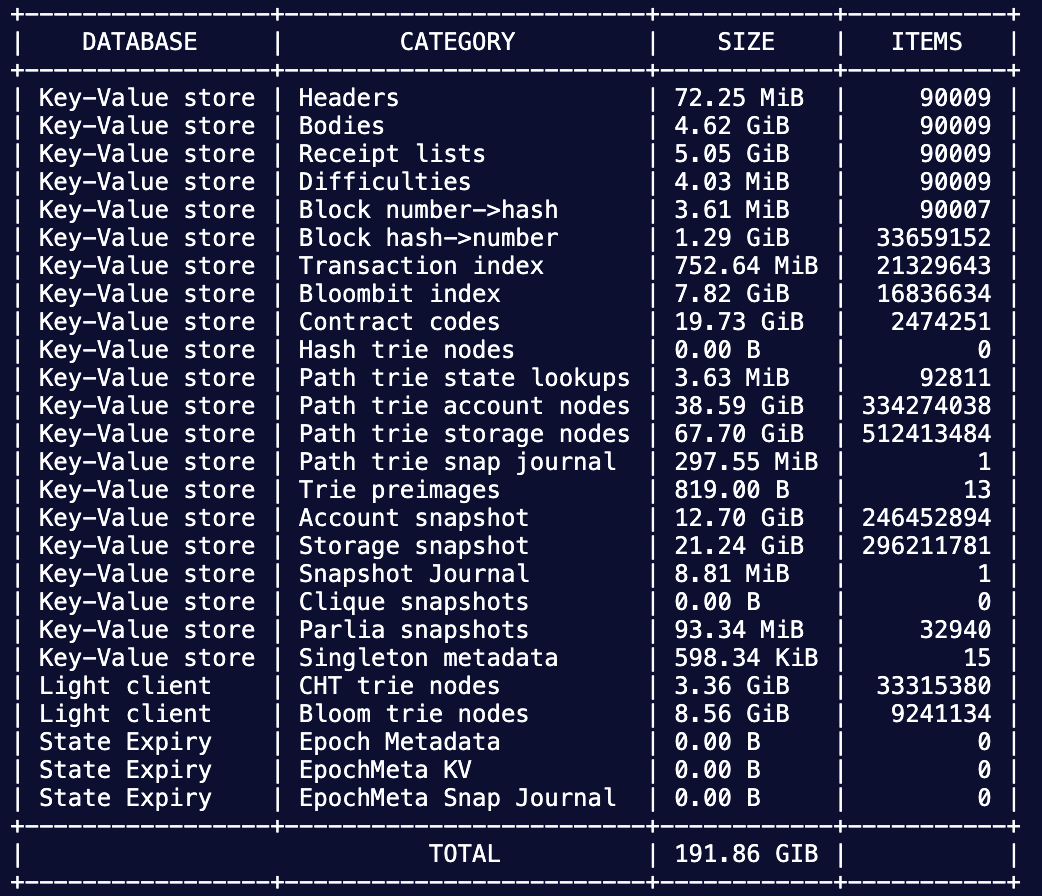 DATABASE | CATEGORY | SIZE | ITEMS
Key-Value store | Headers | 72.25 MiB | 90009
Key-Value store | Bodies | 4.62 GiB | 90009
Key-Value store | Receipt lists | 5.05 GiB | 90009
Key-Value store | Difficulties | 4.03 MiB | 90009
Key-Value store | Block number->hash | 3.61 MiB | 90007
Key-Value store | Block hash->number | 1.29 GiB | 33659152
Key-Value store | Transaction index | 752.64 MiB | 21329643
Key-Value store | Bloombit index | 7.82 GiB | 16836634
Key-Value store | Contract codes | 19.73 GiB | 2474251
Key-Value store | Hash trie nodes | 0.00 B | 0
Key-Value store | Path trie state lookups | 3.63 MiB | 92811
Key-Value store | Path trie account nodes | 38.59 GiB | 334274038
Key-Value store | Path trie storage nodes | 67.70 GiB | 512413484
Key-Value store | Path trie snap journal | 297.55 MiB | 1
Key-Value store | Trie preimages | 819.00 B | 13
Key-Value store | Account snapshot | 12.70 GiB | 246452894
Key-Value store | Storage snapshot | 21.24 GiB | 296211781
Key-Value store | Snapshot Journal | 8.81 MiB | 1
Key-Value store | Clique snapshots | 0.00 B | 0
Key-Value store | Parlia snapshots | 93.34 MiB | 32940
Key-Value store | Singleton metadata | 598.34 KiB | 15
Light client | CHT trie nodes | 3.36 GiB | 33315380
Light client | Bloom trie nodes | 8.56 GiB | 9241134
State Expiry | Epoch Metadata | 0.00 B | 0
State Expiry | EpochMeta KV | 0.00 B | 0
State Expiry | EpochMeta Snap Journal | 0.00 B | 0
TOTAL | 191.86 GIB |